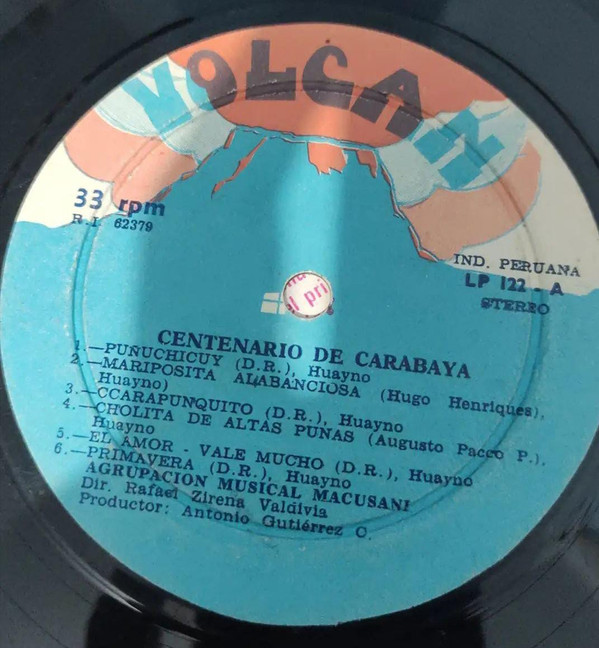 VOLCAN
33 rpm
R.I. 62379
IND. PERUANA
LP 122 - A
STEREO
el pri
CENTENARIO DE CARABAYA
1.—PUÑUCHICUY (D.R.), Huayno
2.—MARIPOSITA ALABANCIOSA (Hugo Henriques),
Huayno)
3.—CCARAPUNQUITO (D.R.), Huayno
4.—CHOLITA DE ALTAS PUNAS (Augusto Pacco P.),
Huayno
5.—EL AMOR - VALE MUCHO (D.R.), Huayno
6.—PRIMAVERA (D.R.), Huayno
AGRUPACION MUSICAL MACUSANI
Dir. Rafael Zirena Valdivia
Productor: Antonio Gutiérrez O.